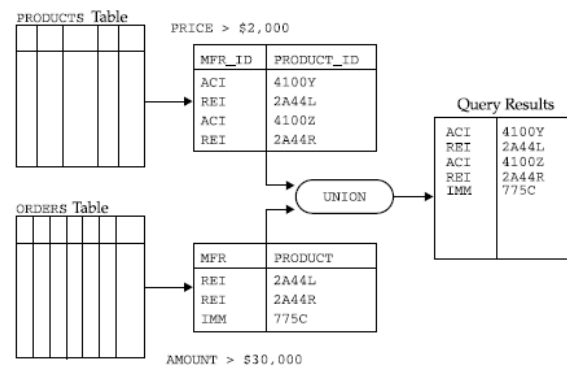 PRODUCTS Table
PRICE > $2,000
MFR_ID PRODUCT_ID
ACI 4100Y
REI 2A44L
ACI 4100Z
REI 2A44R
Query Results
ACI 4100Y
REI 2A44L
ACI 4100Z
REI 2A44R
IMM 775C
UNION
ORDERS Table
MFR PRODUCT
REI 2A44L
REI 2A44R
IMM 775C
AMOUNT > $30,000